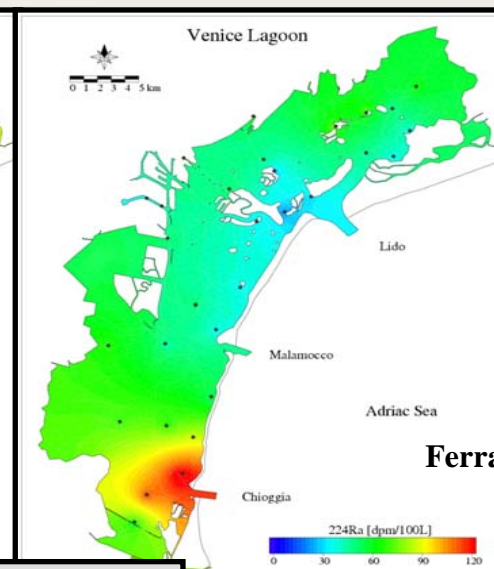 Venice Lagoon
0 1 2 3 4 5 km
Lido
Malamocco
Adriac Sea
Ferra
Chioggia
224Ra [dpm/100L]
0 30 60 90 120